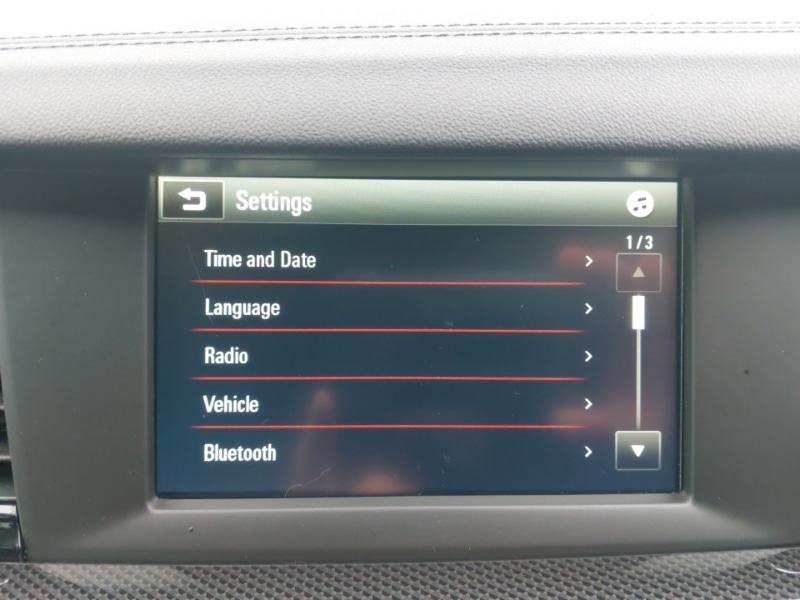 Settings
1/3
Time and Date
Language
Radio
Vehicle
Bluetooth